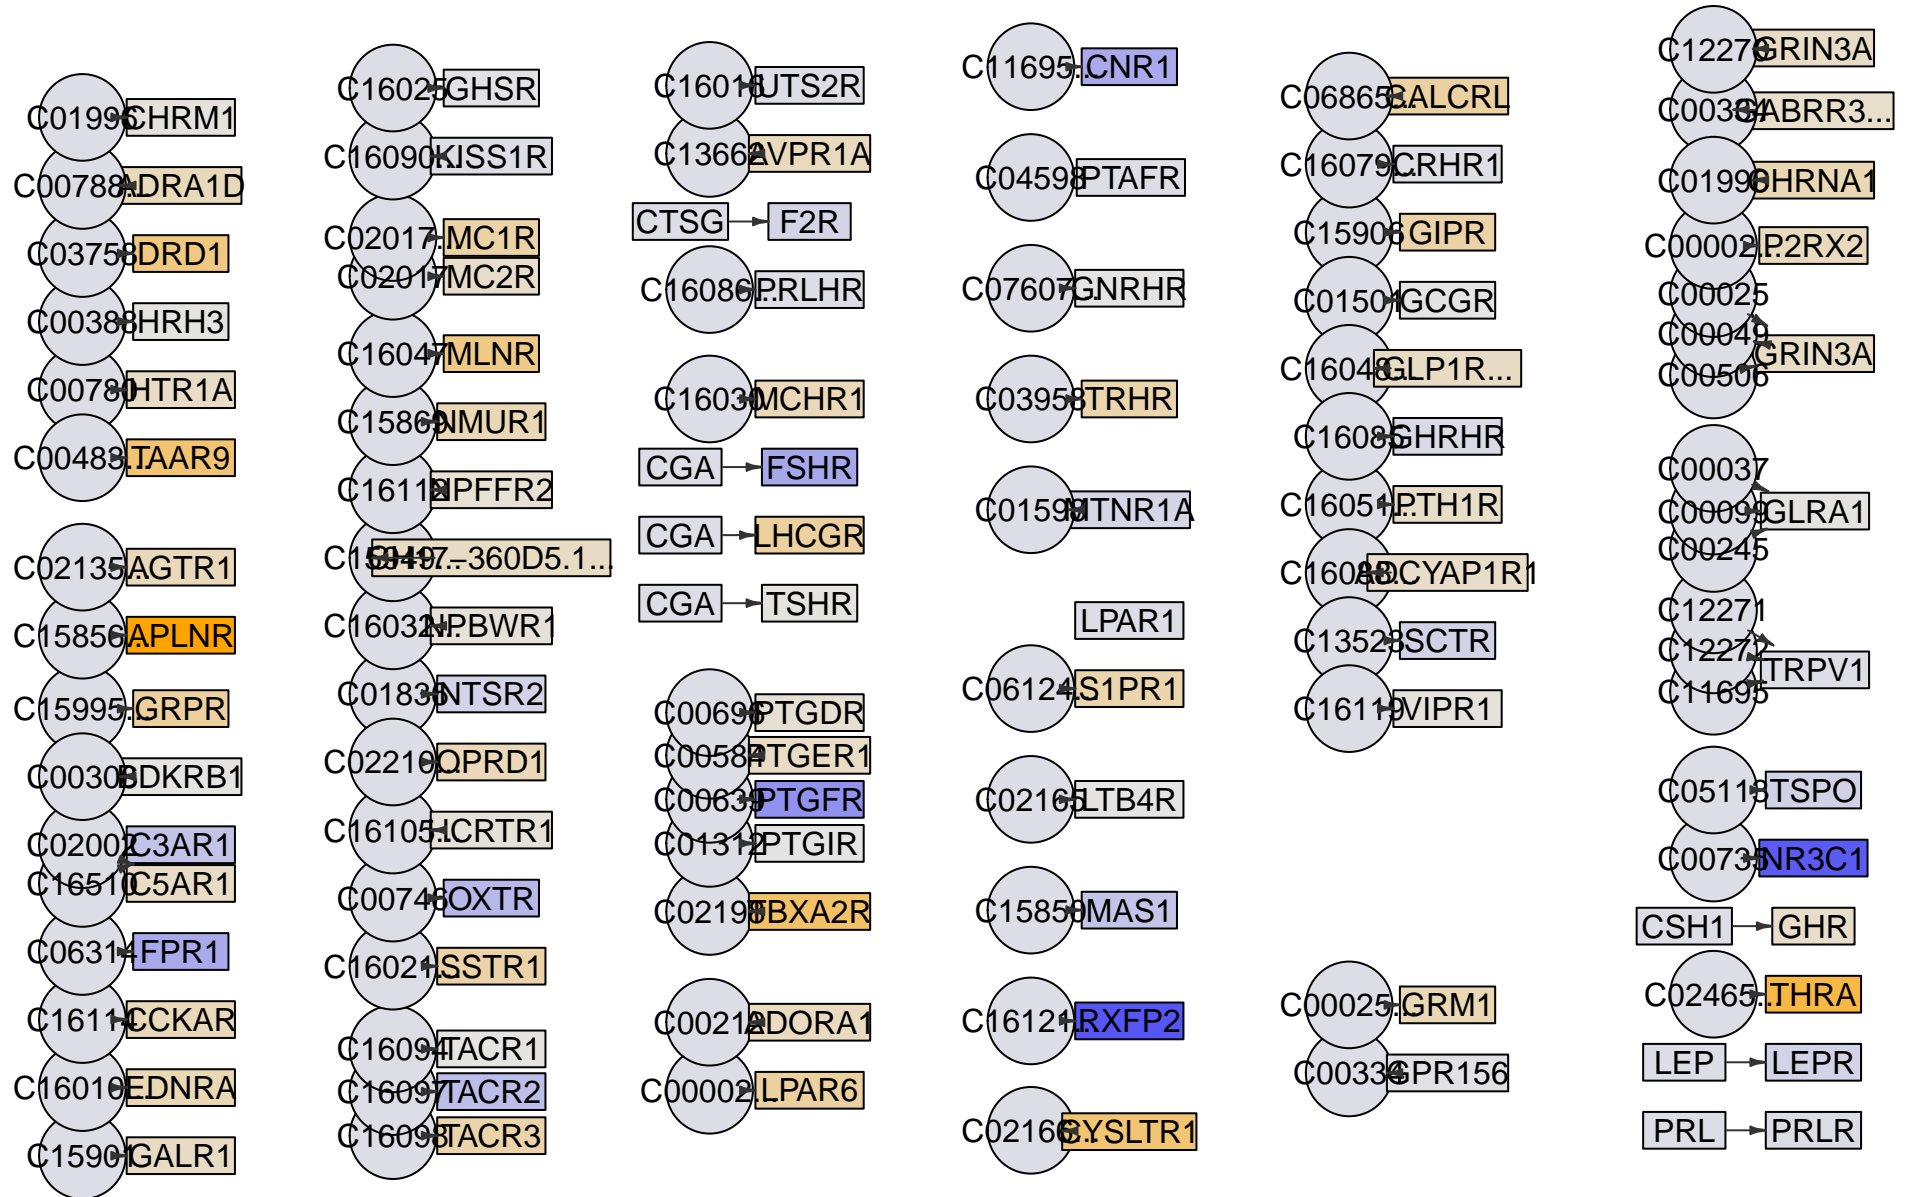 C01996 CHRM1
C00788... ADRA1D
C03758 DRD1
C00388 HRH3
C00780 HTR1A
C00483... TAAR9
C02135... AGTR1
C15856... APLNR
C15995... GRPR
C00306 BDKRB1
C02002 C3AR1
C16510 C5AR1
C06314 FPR1
C16114 CCKAR
C16010... EDNRA
C15901 GALR1
C16025 GHSR
C16090... KISS1R
C02017... MC1R
C02017 MC2R
C16047 MLNR
C15869 NMUR1
C16118 NPFFR2
–360D5.1...
C16032... NPBWR1
C01836 NTSR2
C02210... OPRD1
C16105... HCRTR1
C00746 OXTR
C16021... SSTR1
C16094 TACR1
C16097 TACR2
C16098 TACR3
C16016 UTS2R
C13662 AVPR1A
CTSG F2R
C16086... PRLHR
C16030 MCHR1
CGA FSHR
CGA LHCGR
CGA TSHR
C00696 PTGDR
C00584 PTGER1
C00639 PTGFR
C01312 PTGIR
C02198 TBXA2R
C00212 ADORA1
C00002... LPAR6
C11695... CNR1
C04598 PTAFR
C07607... GNRHR
C03958 TRHR
C01598 MTNR1A
LPAR1
C06124... S1PR1
C02165 LTB4R
C15850 MAS1
C16121... RXFP2
C02166... CYSLTR1
C06865... CALCRL
C16079... CRHR1
C15906 GIPR
C01501 GCGR
C16048... GLP1R...
C16085 GHRHR
C16051... PTH1R
C16088... ADCYAP1R1
C13523 SCTR
C16119 VIPR1
C00025... GRM1
C00334 GPR156
C12270 GRIN3A
C00334 GABRR3...
C01996 CHRNA1
C00002... P2RX2
C00025
C00049
GRIN3A
C00506
C00037
C00099 GLRA1
C00245
C12271
C12272
TRPV1
C11695
C05113 TSPO
C00735 NR3C1
CSH1 GHR
C02465... THRA
LEP LEPR
PRL PRLR